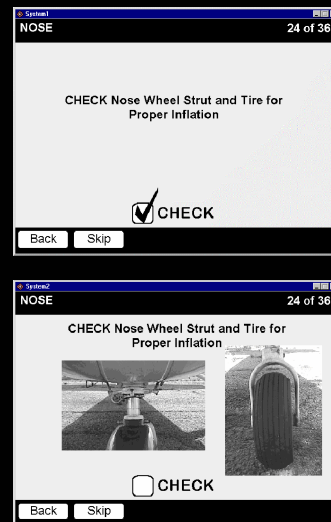 System1
NOSE 24 of 36
CHECK Nose Wheel Strut and Tire for
Proper Inflation
CHECK
Back Skip
System2
NOSE 24 of 36
CHECK Nose Wheel Strut and Tire for
Proper Inflation
CHECK
Back Skip